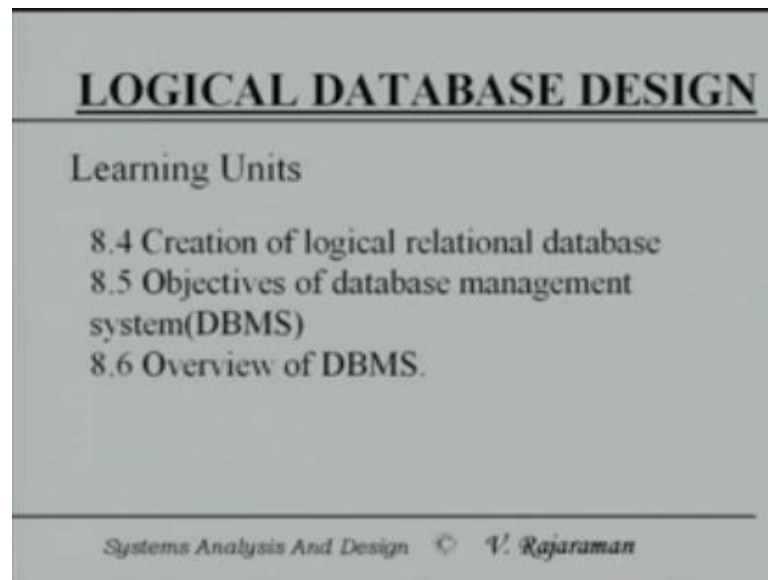 LOGICAL DATABASE DESIGN
Learning Units
8.4 Creation of logical relational database
8.5 Objectives of database management
system(DBMS)
8.6 Overview of DBMS.
Systems Analysis And Design © V. Rajaraman